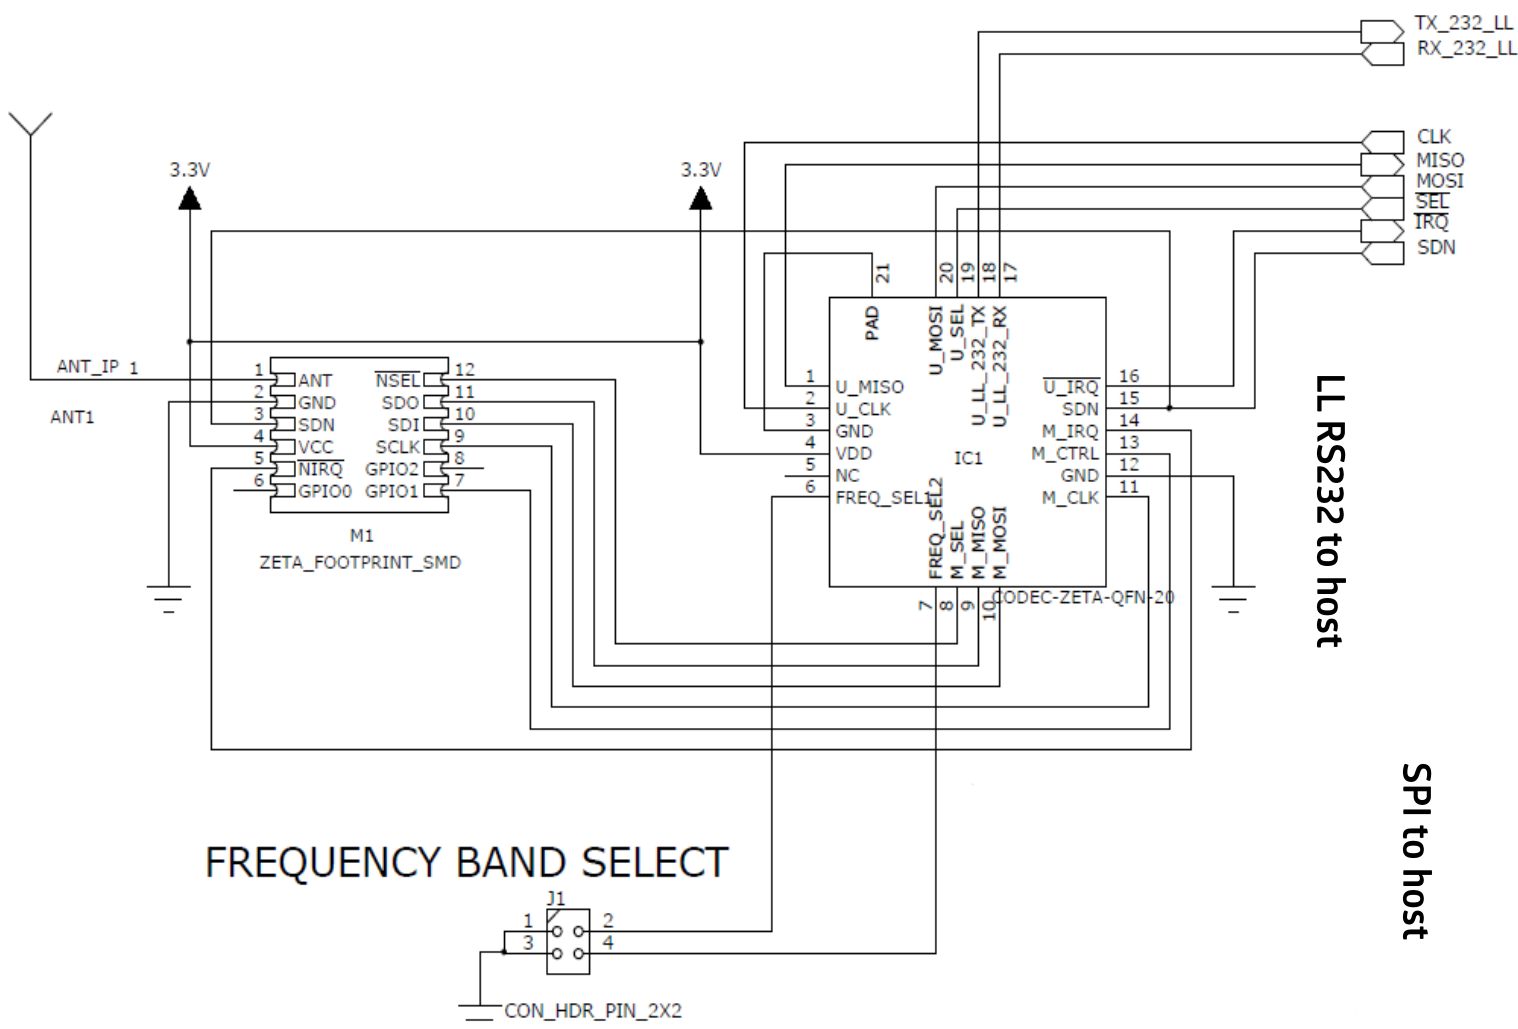 TX_232_LL
RX_232_LL
CLK
MISO
MOSI
SEL
IRQ
SDN
3.3V
3.3V
ANT_IP 1
ANT1
1 ANT
2 GND
3 SDN
4 VCC
5 NIRQ
6 GPIO0
NSEL 12
SDO 11
SDI 10
SCLK 9
GPIO2 8
GPIO1 7
M1
ZETA_FOOTPRINT_SMD
21 PAD
20 U_MOSI
19 U_SEL
18 U_LL_232_TX
17 U_LL_232_RX
1 U_MISO
2 U_CLK
3 GND
4 VDD
5 NC
6 FREQ_SEL1
U_IRQ 16
SDN 15
M_IRQ 14
M_CTRL 13
GND 12
M_CLK 11
IC1
FREQ_SEL2 7
M_SEL 8
M_MISO 9
M_MOSI 10
CODEC-ZETA-QFN-20
LL RS232 to host
SPI to host
FREQUENCY BAND SELECT
J1
1 2
3 4
CON_HDR_PIN_2X2